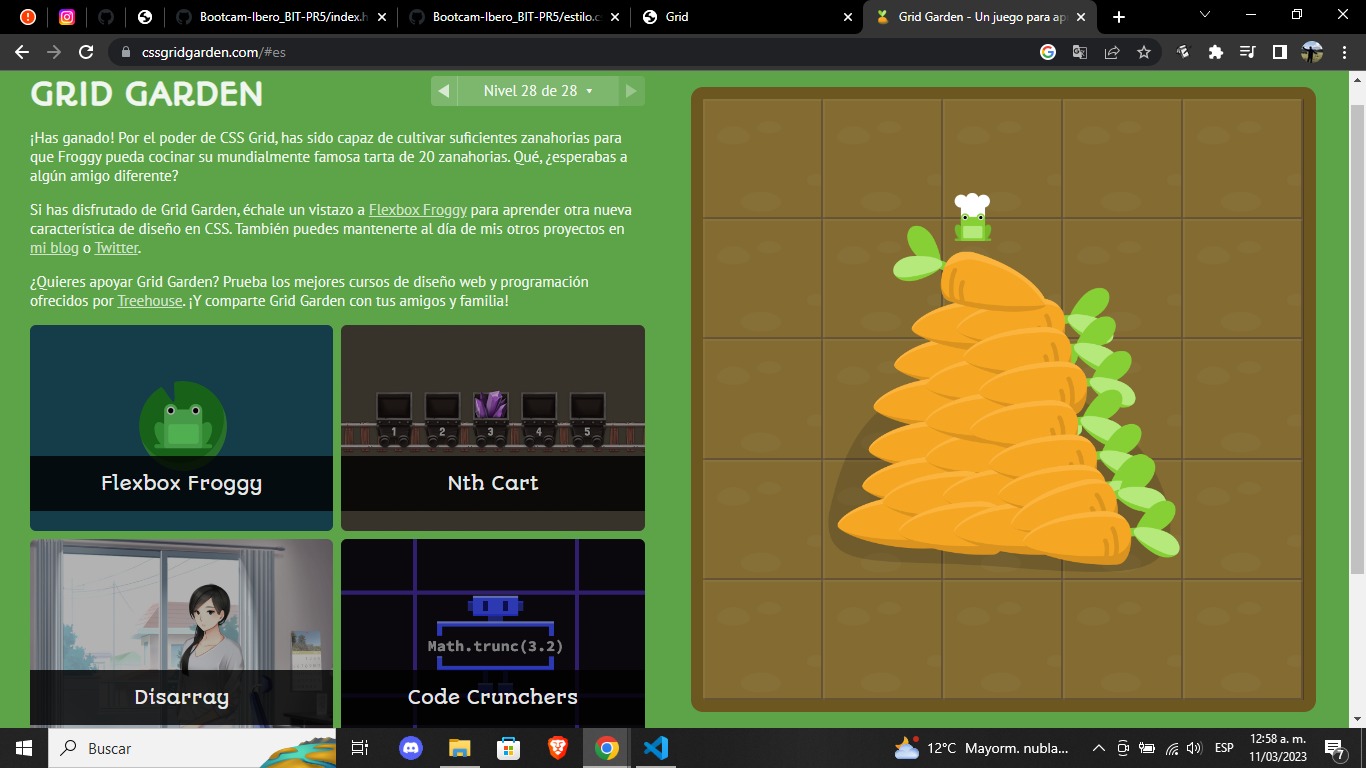 Bootcam-Ibero_BIT-PR5/index.h
Bootcam-Ibero_BIT-PR5/estilo.c
Grid
Grid Garden - Un juego para ap
cssgridgarden.com/#es
GRID GARDEN
Nivel 28 de 28
¡Has ganado! Por el poder de CSS Grid, has sido capaz de cultivar suficientes zanahorias para
que Froggy pueda cocinar su mundialmente famosa tarta de 20 zanahorias. Qué, ¿esperabas a
algún amigo diferente?
Si has disfrutado de Grid Garden, échale un vistazo a Flexbox Froggy para aprender otra nueva
característica de diseño en CSS. También puedes mantenerte al día de mis otros proyectos en
mi blog o Twitter.
¿Quieres apoyar Grid Garden? Prueba los mejores cursos de diseño web y programación
ofrecidos por Treehouse. ¡Y comparte Grid Garden con tus amigos y familia!
1 2 3 4 5
Flexbox Froggy
Nth Cart
Math.trunc(3.2)
Disarray
Code Crunchers
Buscar
12°C Mayorm. nubla...
ESP
12:58 a. m.
11/03/2023
7